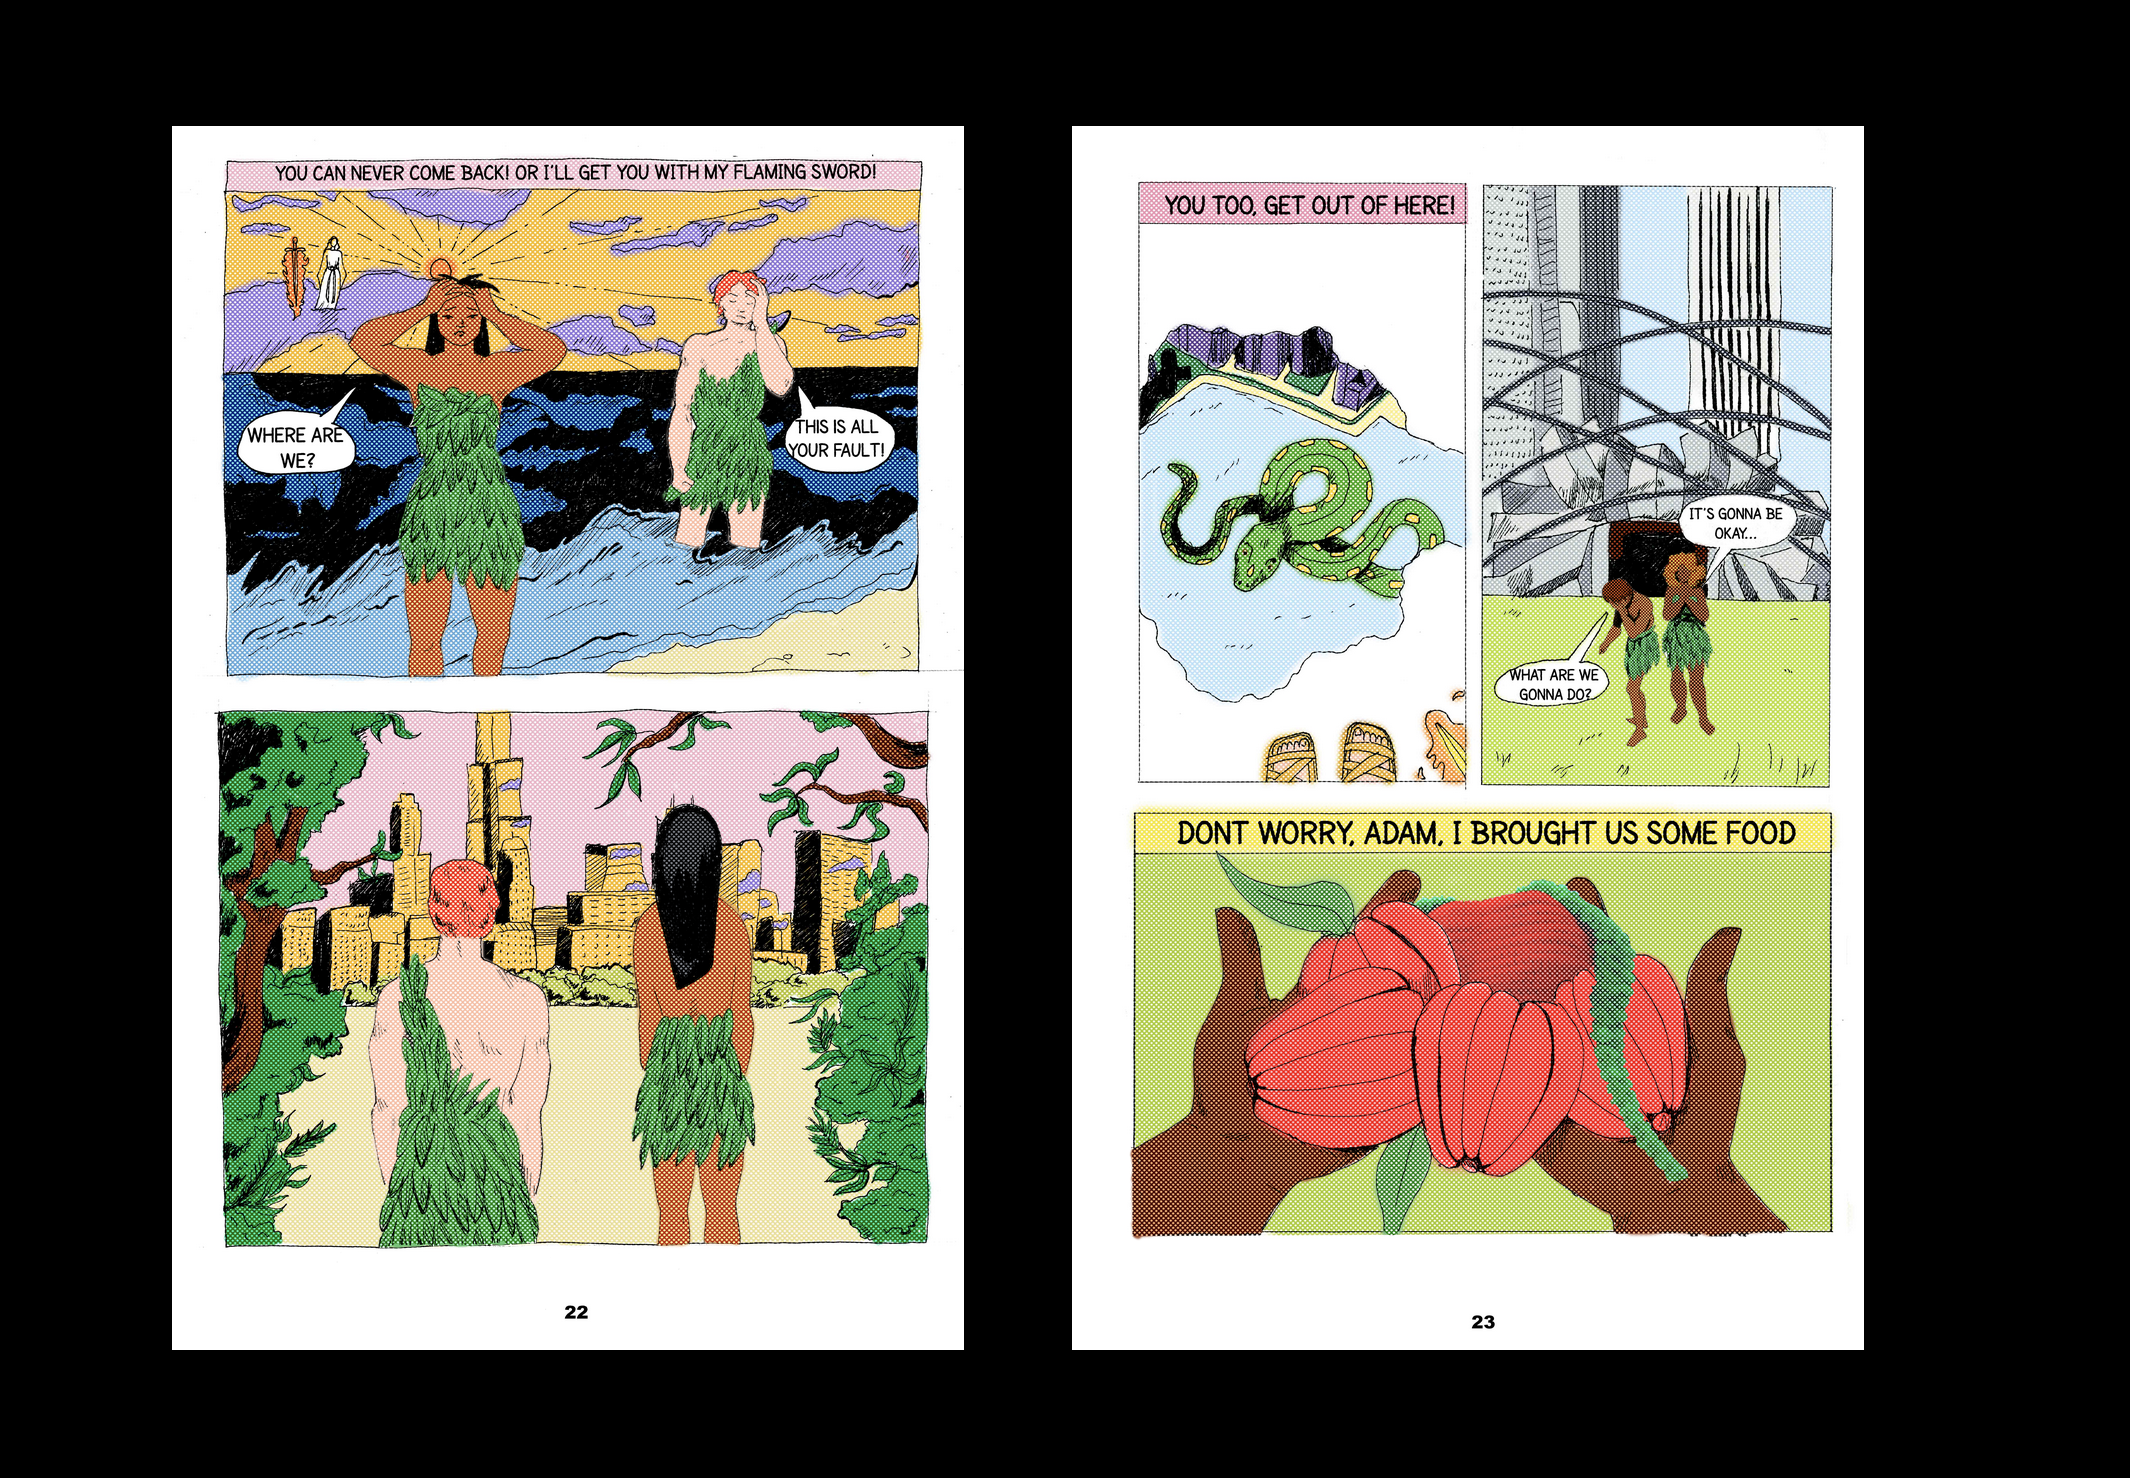 YOU CAN NEVER COME BACK! OR I'LL GET YOU WITH MY FLAMING SWORD!
WHERE ARE
WE?
THIS IS ALL
YOUR FAULT!
22
YOU TOO, GET OUT OF HERE!
IT'S GONNA BE
OKAY...
WHAT ARE WE
GONNA DO?
DONT WORRY, ADAM, I BROUGHT US SOME FOOD
23